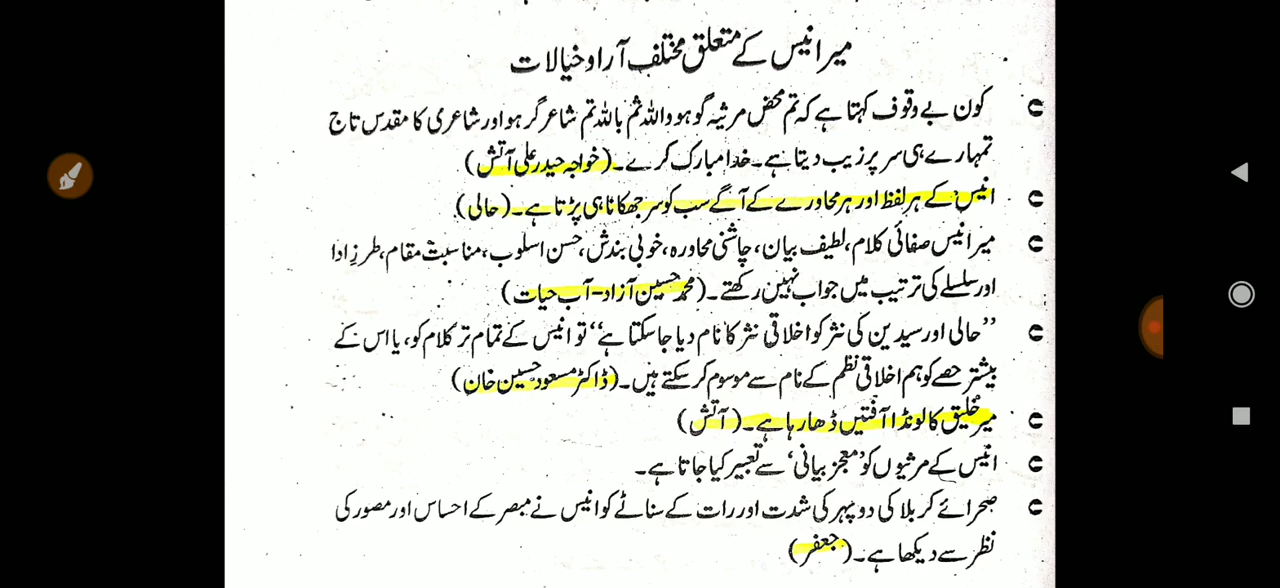 میر انیس کے متعلق مختلف آرا و خیالات
کون بے وقوف کہتا ہے کہ تم محض مرثیہ گو ہو واللہ ثم باللہ تم شاعر گر ہو اور شاعری کا مقدس تاج
تمہارے ہی سر پر زیب دیتا ہے۔ خدا مبارک کرے۔ (خواجہ حیدر علی آتش)
انیس کے ہر لفظ اور ہر محاورے کے آگے سب کو سر جھکانا ہی پڑتا ہے۔ (حالی)
میر انیس صفائی کلام، لطیف بیان، چاشنی محاورہ، خوبی بندش، حسن اسلوب، مناسبت مقام، طرزِ ادا
اور سلسلے کی ترتیب میں جواب نہیں رکھتے۔ (محمد حسین آزاد - آب حیات)
’’حالی اور سیدین کی نثر کو اخلاقی نثر کا نام دیا جا سکتا ہے‘‘ تو انیس کے تمام تر کلام کو، یا اس کے
بیشتر حصے کو ہم اخلاقی نظم کے نام سے موسوم کر سکتے ہیں۔ (ڈاکٹر مسعود حسین خان)
میر خلیق کا لونڈا آفتیں ڈھا رہا ہے۔ (آتش)
انیس کے مرثیوں کو ’معجز بیانی‘ سے تعبیر کیا جاتا ہے۔
صحرائے کربلا کی دوپہر کی شدت اور رات کے سناٹے کو انیس نے مبصر کے احساس اور مصور کی
نظر سے دیکھا ہے۔ (جعفر)